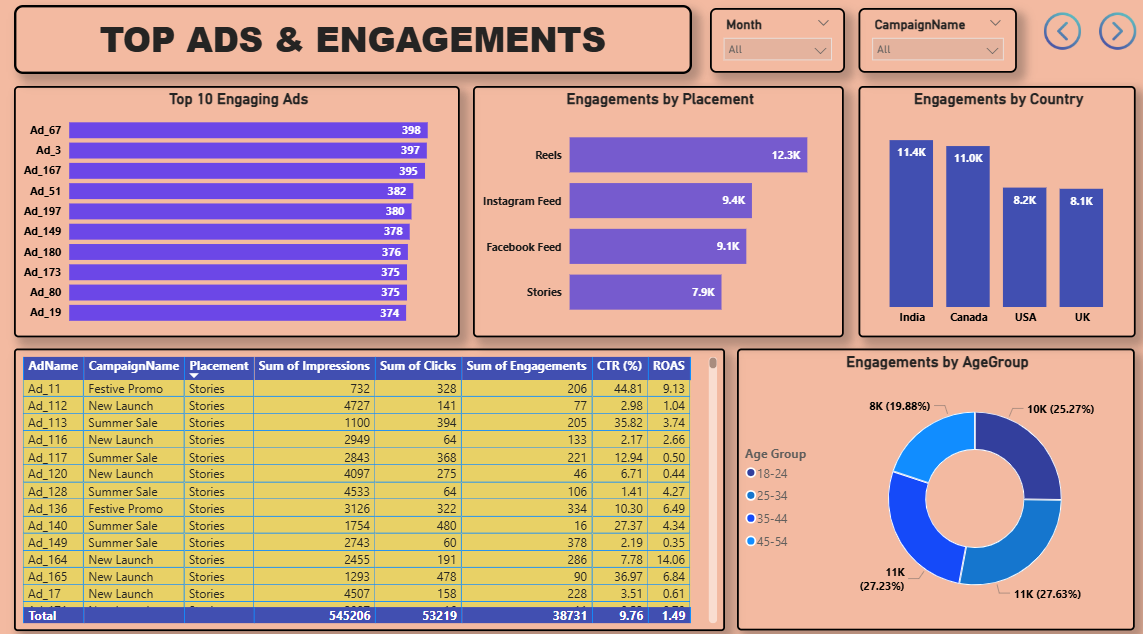 TOP ADS & ENGAGEMENTS
Month
All
CampaignName
All
Top 10 Engaging Ads
Ad_67 398
Ad_3 397
Ad_167 395
Ad_51 382
Ad_197 380
Ad_149 378
Ad_180 376
Ad_173 375
Ad_80 375
Ad_19 374
Engagements by Placement
Reels 12.3K
Instagram Feed 9.4K
Facebook Feed 9.1K
Stories 7.9K
Engagements by Country
11.4K 11.0K 8.2K 8.1K
India Canada USA UK
AdName CampaignName Placement Sum of Impressions Sum of Clicks Sum of Engagements CTR (%) ROAS
Ad_11 Festive Promo Stories 732 328 206 44.81 9.13
Ad_112 New Launch Stories 4727 141 77 2.98 1.04
Ad_113 Summer Sale Stories 1100 394 205 35.82 3.74
Ad_116 New Launch Stories 2949 64 133 2.17 2.66
Ad_117 Summer Sale Stories 2843 368 221 12.94 0.50
Ad_120 New Launch Stories 4097 275 46 6.71 0.44
Ad_128 Summer Sale Stories 4533 64 106 1.41 4.27
Ad_136 Festive Promo Stories 3126 322 334 10.30 6.49
Ad_140 Summer Sale Stories 1754 480 16 27.37 4.34
Ad_149 Summer Sale Stories 2743 60 378 2.19 0.35
Ad_164 New Launch Stories 2455 191 286 7.78 14.06
Ad_165 New Launch Stories 1293 478 90 36.97 6.84
Ad_17 New Launch Stories 4507 158 228 3.51 0.61
Total 545206 53219 38731 9.76 1.49
Engagements by AgeGroup
8K (19.88%)
10K (25.27%)
Age Group
18-24
25-34
35-44
45-54
11K
(27.23%)
11K (27.63%)